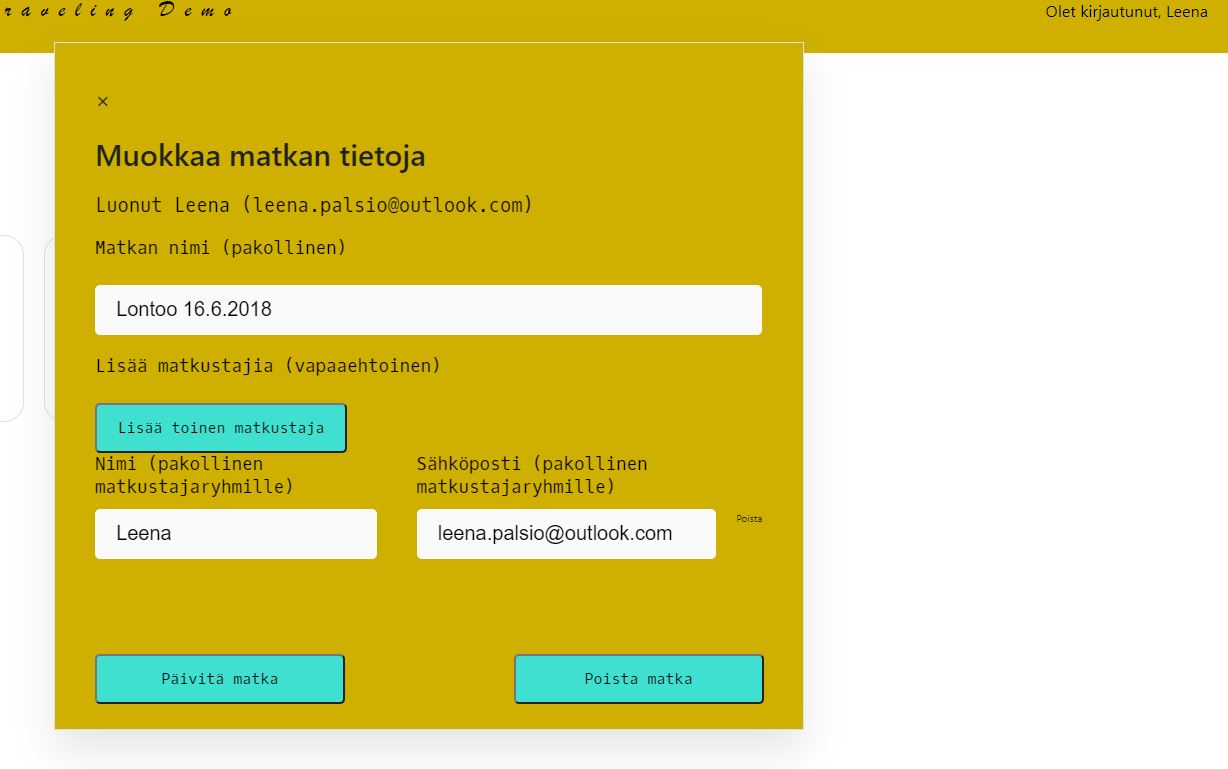 raveling Demo
Olet kirjautunut, Leena
×
Muokkaa matkan tietoja
Luonut Leena (leena.palsio@outlook.com)
Matkan nimi (pakollinen)
Lontoo 16.6.2018
Lisää matkustajia (vapaaehtoinen)
Lisää toinen matkustaja
Nimi (pakollinen
matkustajaryhmille)
Sähköposti (pakollinen
matkustajaryhmille)
Leena
leena.palsio@outlook.com
Poista
Päivitä matka
Poista matka